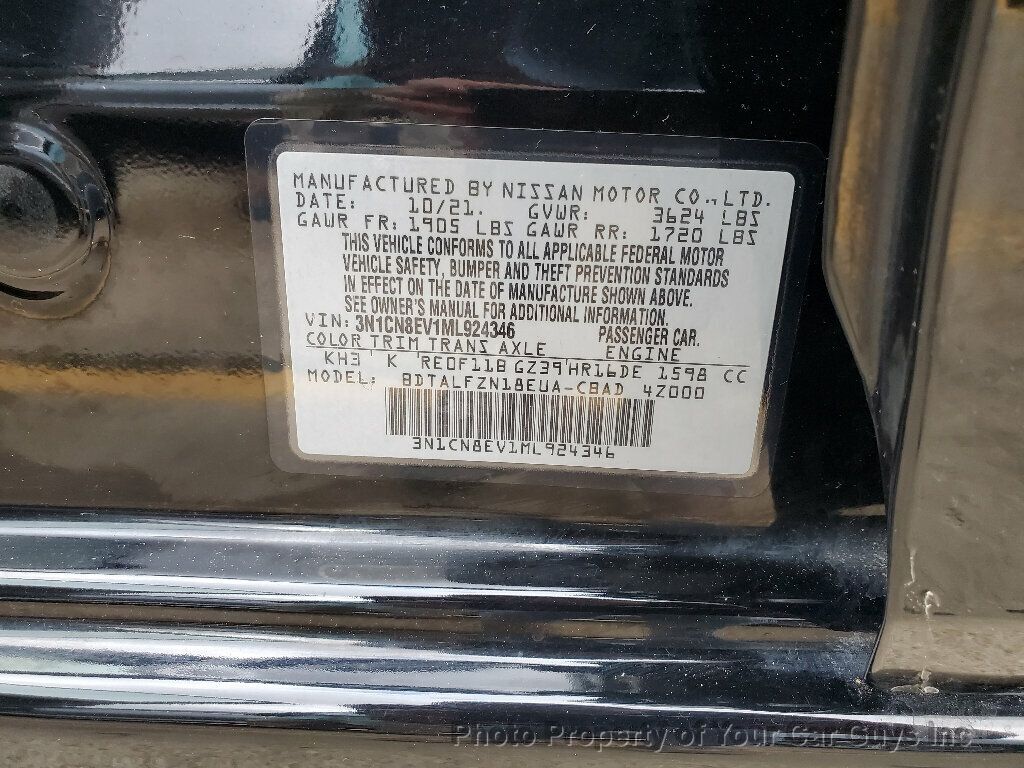 MANUFACTURED BY NISSAN MOTOR CO., LTD.
DATE: 10/21. GVWR: 3624 LBS
GAWR FR: 1905 LBS GAWR RR: 1720 LBS
THIS VEHICLE CONFORMS TO ALL APPLICABLE FEDERAL MOTOR
VEHICLE SAFETY, BUMPER AND THEFT PREVENTION STANDARDS
IN EFFECT ON THE DATE OF MANUFACTURE SHOWN ABOVE.
SEE OWNER'S MANUAL FOR ADDITIONAL INFORMATION.
VIN: 3N1CN8EV1ML924346 PASSENGER CAR.
COLOR TRIM TRANS AXLE ENGINE
KH3 K RE0F11B GZ39 HR16DE 1598 CC
MODEL: BDTALFZN18EUA-CBAD 4Z000
3N1CN8EV1ML924346
Photo Property of Your Car Guys Inc